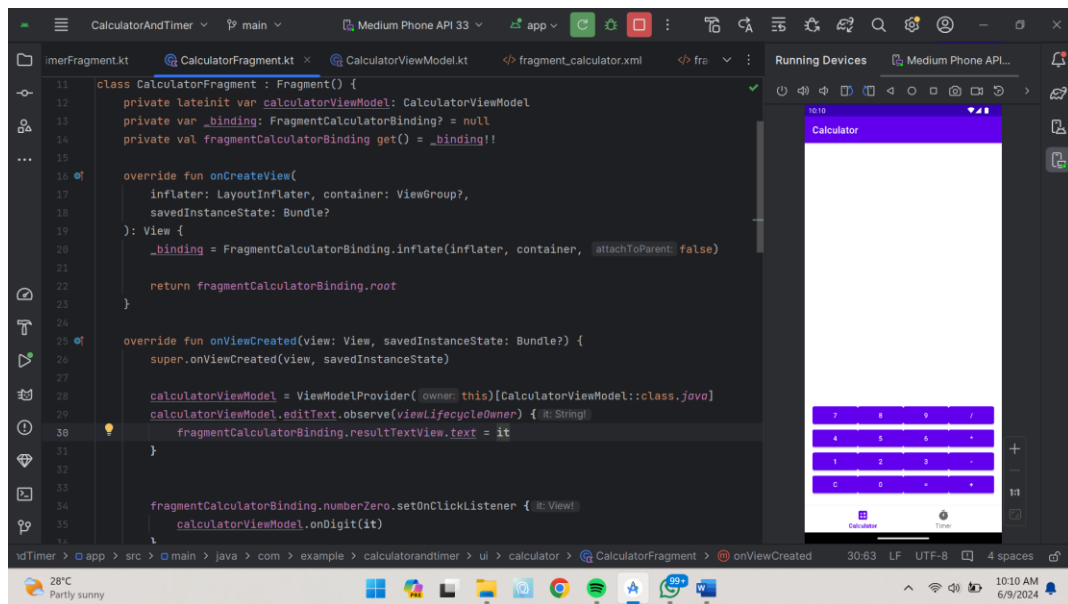 CalculatorAndTimer main Medium Phone API 33 app
imerFragment.kt CalculatorFragment.kt CalculatorViewModel.kt </> fragment_calculator.xml </> fra
Running Devices Medium Phone API...
11 class CalculatorFragment : Fragment() {
12 private lateinit var calculatorViewModel: CalculatorViewModel
13 private var _binding: FragmentCalculatorBinding? = null
14 private val fragmentCalculatorBinding get() = _binding!!
15
16 override fun onCreateView(
17 inflater: LayoutInflater, container: ViewGroup?,
18 savedInstanceState: Bundle?
19 ): View {
20 _binding = FragmentCalculatorBinding.inflate(inflater, container, attachToParent: false)
21
22 return fragmentCalculatorBinding.root
23 }
24
25 override fun onViewCreated(view: View, savedInstanceState: Bundle?) {
26 super.onViewCreated(view, savedInstanceState)
27
28 calculatorViewModel = ViewModelProvider( owner: this)[CalculatorViewModel::class.java]
29 calculatorViewModel.editText.observe(viewLifecycleOwner) { it: String!
30 fragmentCalculatorBinding.resultTextView.text = it
31 }
32
33
34 fragmentCalculatorBinding.numberZero.setOnClickListener { it: View!
35 calculatorViewModel.onDigit(it)
10:10
Calculator
7 8 9 /
4 5 6 *
1 2 3 -
C 0 = +
Calculator Timer
1:1
ndTimer > app > src > main > java > com > example > calculatorandtimer > ui > calculator > CalculatorFragment > onViewCreated 30:63 LF UTF-8 4 spaces
28°C
Partly sunny
PRE
99+
10:10 AM
6/9/2024